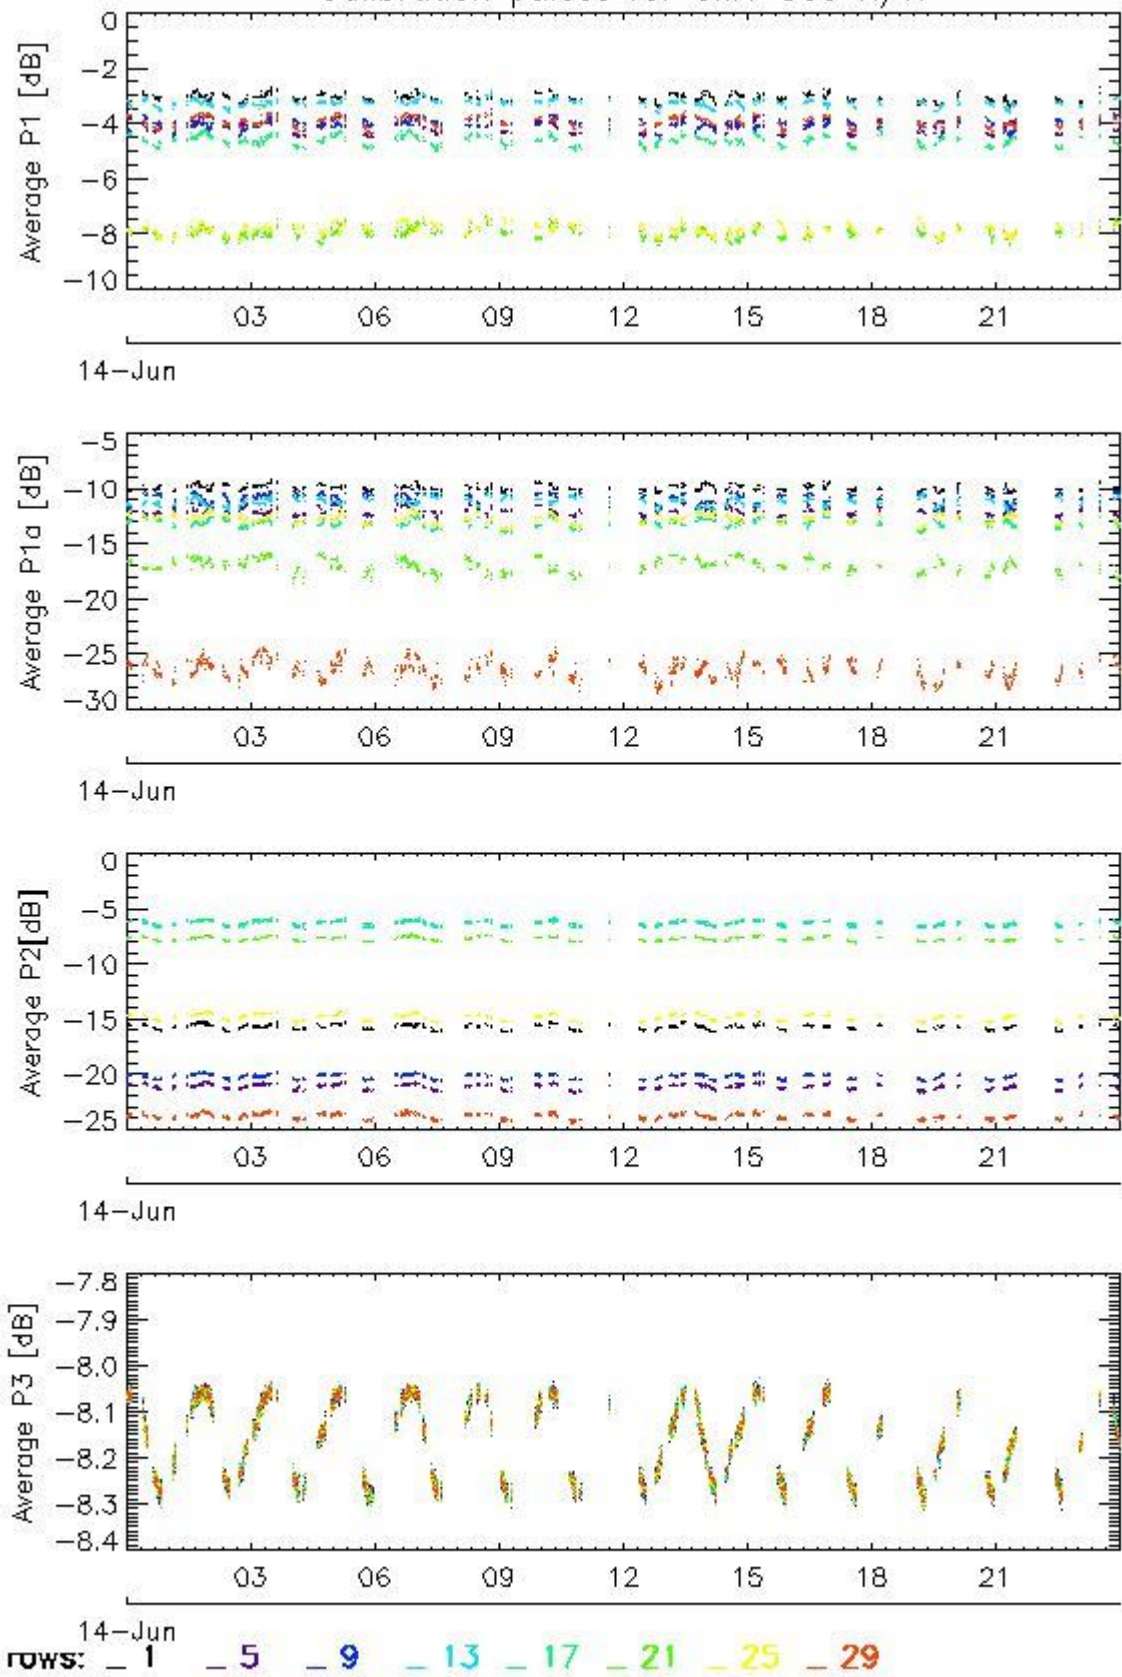 Average P1 [dB]
0
−2
−4
−6
−8
−10
03 06 09 12 15 18 21
14−Jun
Average P1a [dB]
−5
−10
−15
−20
−25
−30
03 06 09 12 15 18 21
14−Jun
Average P2[dB]
0
−5
−10
−15
−20
−25
03 06 09 12 15 18 21
14−Jun
Average P3 [dB]
−7.8
−7.9
−8.0
−8.1
−8.2
−8.3
−8.4
03 06 09 12 15 18 21
14−Jun
rows: _ 1 _ 5 _ 9 _ 13 _ 17 _ 21 _ 25 _ 29